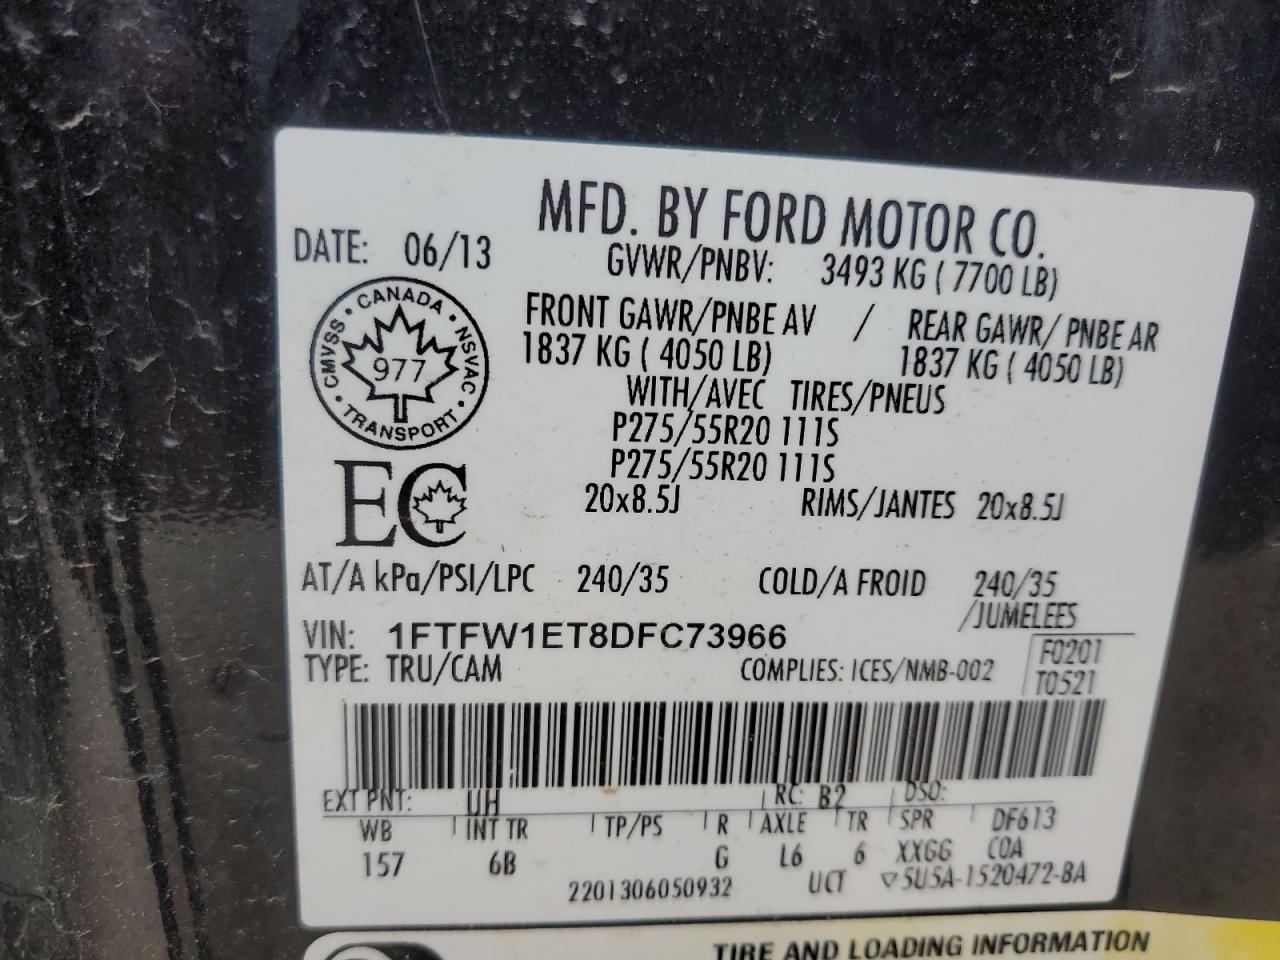 MFD. BY FORD MOTOR CO.
DATE: 06/13
GVWR/PNBV: 3493 KG ( 7700 LB)
FRONT GAWR/PNBE AV / REAR GAWR/ PNBE AR
1837 KG ( 4050 LB) 1837 KG ( 4050 LB)
WITH/AVEC TIRES/PNEUS
P275/55R20 111S
P275/55R20 111S
20x8.5J RIMS/JANTES 20x8.5J
CANADA • NSVAC • TRANSPORT • CMVSS •
977
EC
AT/A kPa/PSI/LPC 240/35 COLD/A FROID 240/35
/JUMELEES
VIN: 1FTFW1ET8DFC73966
TYPE: TRU/CAM COMPLIES: ICES/NMB-002
F0201
T0521
EXT PNT: UH RC: B2 DSO:
WB INT TR TP/PS R AXLE TR SPR DF613
157 6B G L6 6 XXGG COA
2201306050932 UCT ▽5U5A-1520472-BA
TIRE AND LOADING INFORMATION